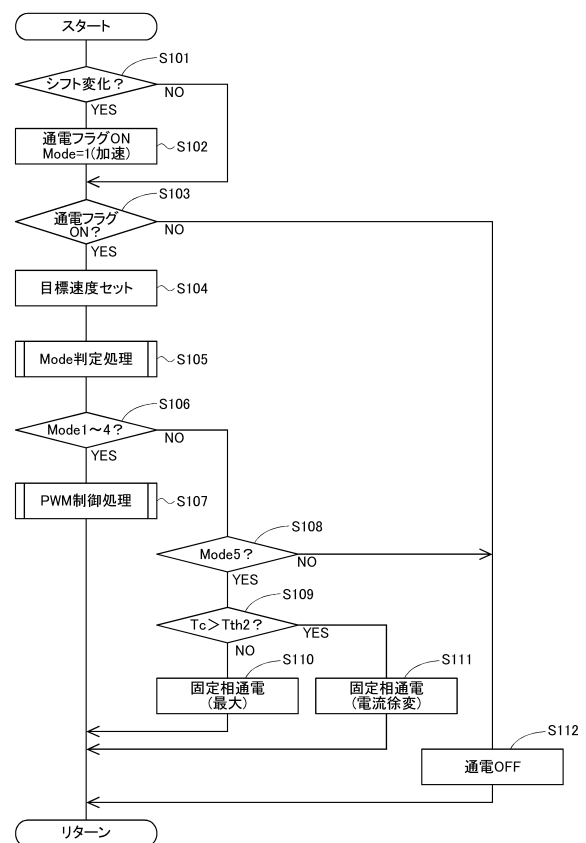 スタート
S101
シフト変化？
NO
YES
通電フラグON
Mode=1(加速)
S102
S103
通電フラグ
ON？
NO
YES
目標速度セット
S104
Mode判定処理
S105
S106
Mode1～4？
NO
YES
PWM制御処理
S107
S108
Mode5？
NO
YES
S109
Tc＞Tth2？
YES
NO
S110
固定相通電
(最大)
S111
固定相通電
(電流徐変)
S112
通電OFF
リターン